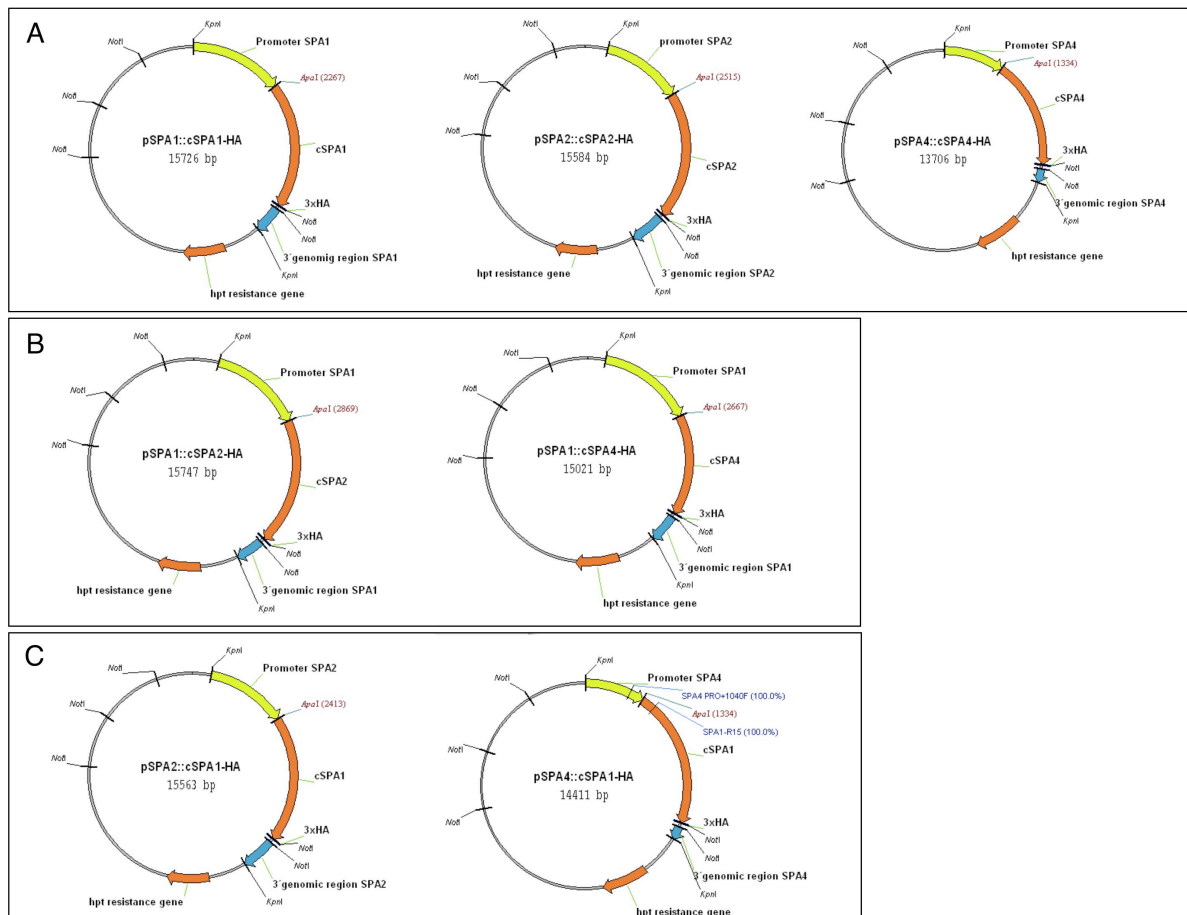 A
KpnI
NotI
Promoter SPA1
ApaI (2267)
NotI
pSPA1::cSPA1-HA
15726 bp
cSPA1
NotI
3xHA
NotI
NotI
3´genomig region SPA1
KpnI
hpt resistance gene
KpnI
NotI
promoter SPA2
ApaI (2515)
NotI
NotI
pSPA2::cSPA2-HA
15584 bp
cSPA2
3xHA
NotI
NotI
3´genomic region SPA2
hpt resistance gene
KpnI
KpnI
NotI
Promoter SPA4
ApaI (1334)
cSPA4
NotI
pSPA4::cSPA4-HA
13706 bp
3xHA
NotI
NotI
NotI
3´genomic region SPA4
KpnI
hpt resistance gene
B
NotI
KpnI
Promoter SPA1
NotI
ApaI (2869)
NotI
pSPA1::cSPA2-HA
15747 bp
cSPA2
3xHA
NotI
NotI
3´genomic region SPA1
hpt resistance gene
KpnI
KpnI
NotI
Promoter SPA1
NotI
ApaI (2667)
NotI
pSPA1::cSPA4-HA
15021 bp
cSPA4
3xHA
NotI
NotI
3´genomic region SPA1
KpnI
hpt resistance gene
C
KpnI
NotI
Promoter SPA2
NotI
ApaI (2413)
NotI
pSPA2::cSPA1-HA
15563 bp
cSPA1
3xHA
NotI
NotI
3´genomic region SPA2
KpnI
hpt resistance gene
KpnI
NotI
Promoter SPA4
SPA4 PRO+1040F (100.0%)
ApaI (1334)
SPA1-R15 (100.0%)
NotI
cSPA1
pSPA4::cSPA1-HA
14411 bp
NotI
3xHA
NotI
NotI
3´genomic region SPA4
KpnI
hpt resistance gene